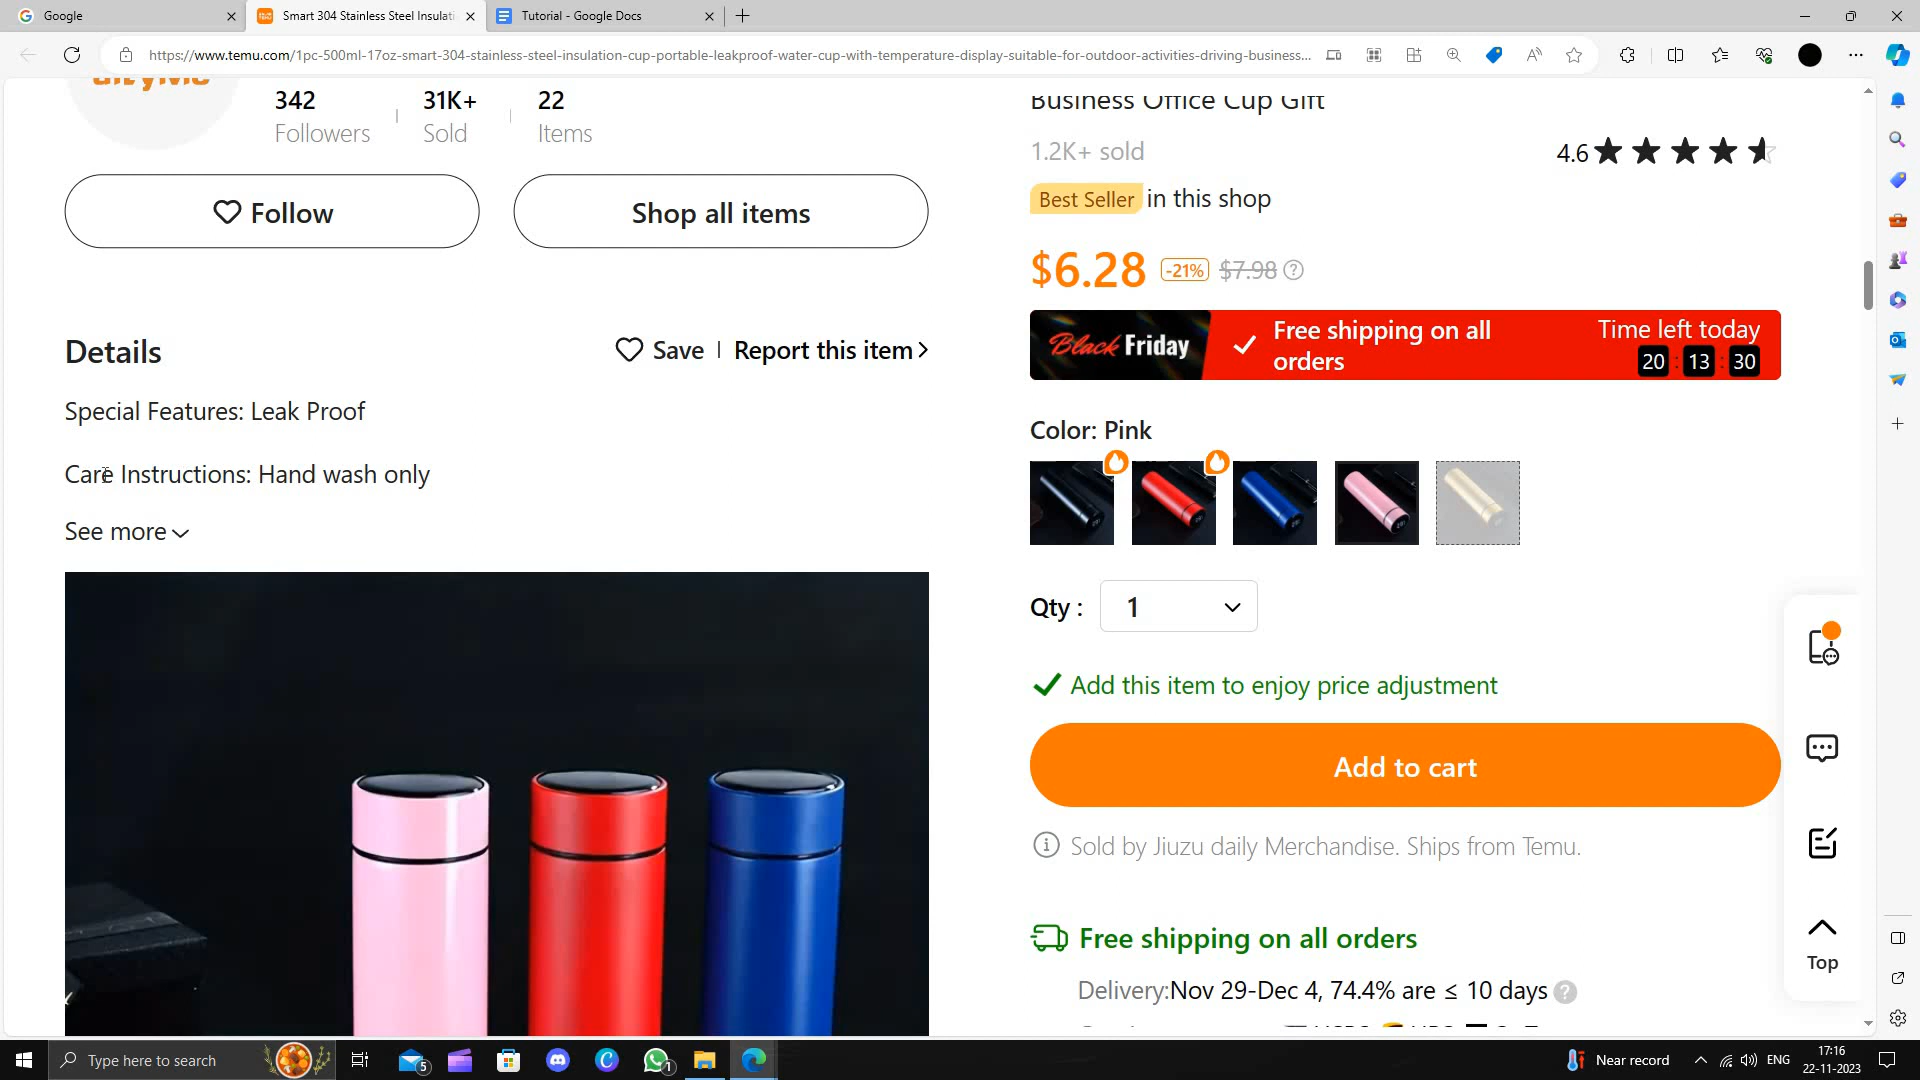 Google
Smart 304 Stainless Steel Insulati
Tutorial - Google Docs
https://www.temu.com/1pc-500ml-17oz-smart-304-stainless-steel-insulation-cup-portable-leakproof-water-cup-with-temperature-display-suitable-for-outdoor-activities-driving-business...
342
31K+
22
Followers
Sold
Items
Follow
Shop all items
Details
Save
Report this item
Special Features: Leak Proof
Care Instructions: Hand wash only
See more
Business Office Cup Gift
1.2K+ sold
4.6
Best Seller in this shop
$6.28 -21% $7.98
Black Friday
Free shipping on all
orders
Time left today
20 : 13 : 30
Color: Pink
Qty : 1
Add this item to enjoy price adjustment
Add to cart
Sold by Jiuzu daily Merchandise. Ships from Temu.
Free shipping on all orders
Delivery:Nov 29-Dec 4, 74.4% are ≤ 10 days
Top
Type here to search
5
1
Near record
ENG
17:16
22-11-2023